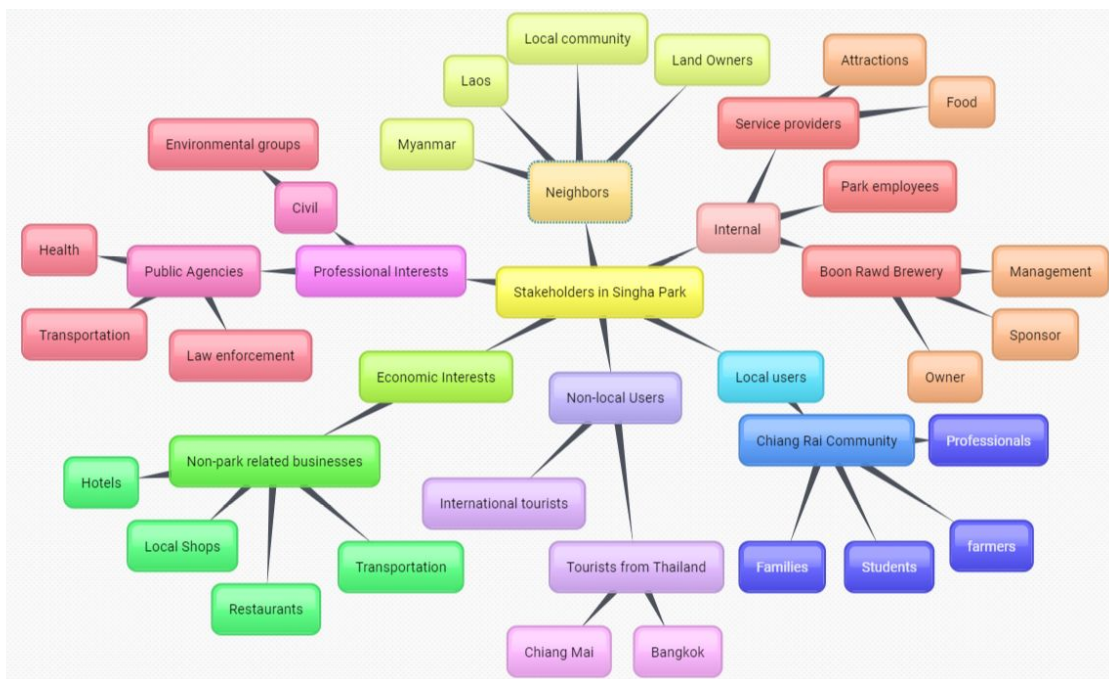 Local community
Land Owners
Attractions
Laos
Food
Service providers
Environmental groups
Myanmar
Neighbors
Park employees
Civil
Internal
Health
Public Agencies
Professional Interests
Boon Rawd Brewery
Management
Stakeholders in Singha Park
Transportation
Law enforcement
Sponsor
Economic Interests
Local users
Owner
Non-local Users
Chiang Rai Community
Professionals
Non-park related businesses
Hotels
International tourists
Local Shops
Transportation
Tourists from Thailand
Families
Students
farmers
Restaurants
Chiang Mai
Bangkok